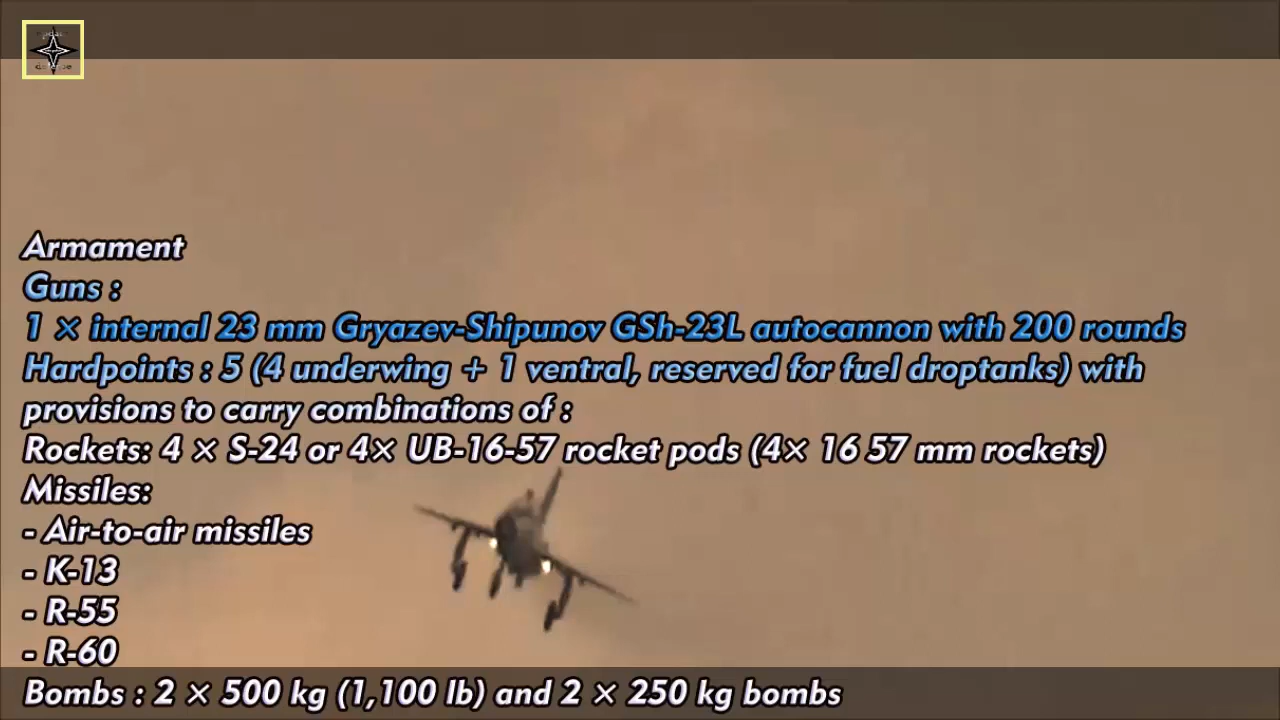 Armament
Guns :
1 × internal 23 mm Gryazev-Shipunov GSh-23L autocannon with 200 rounds
Hardpoints : 5 (4 underwing + 1 ventral, reserved for fuel droptanks) with
provisions to carry combinations of :
Rockets: 4 × S-24 or 4× UB-16-57 rocket pods (4× 16 57 mm rockets)
Missiles:
- Air-to-air missiles
- K-13
- R-55
- R-60
Bombs : 2 × 500 kg (1,100 lb) and 2 × 250 kg bombs